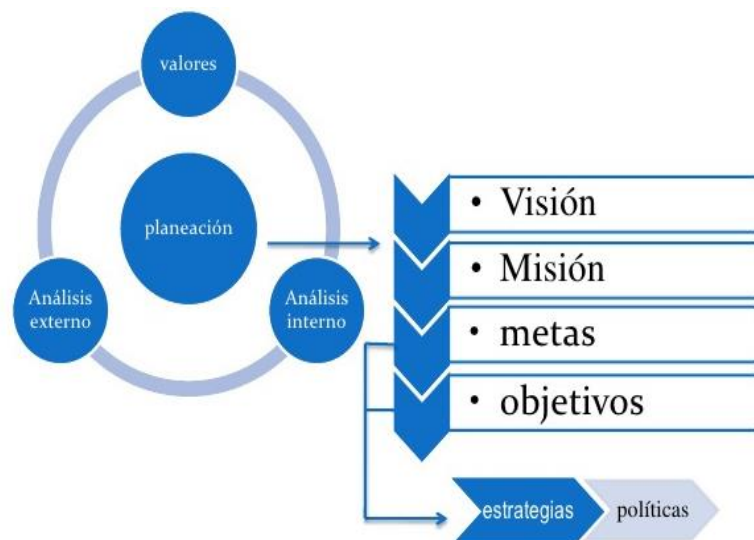 valores
planeación
Análisis
externo
Análisis
interno
• Visión
• Misión
• metas
• objetivos
estrategias
políticas